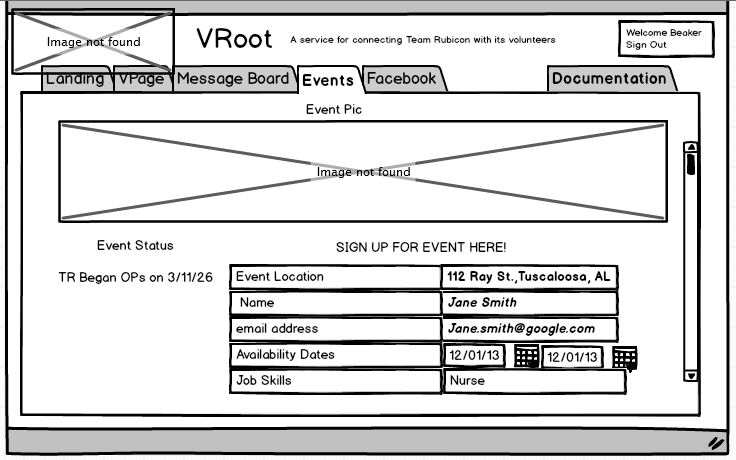 Image not found
VRoot
A service for connecting Team Rubicon with its volunteers
Welcome Beaker
Sign Out
Landing
VPage
Message Board
Events
Facebook
Documentation
Event Pic
Image not found
Event Status
SIGN UP FOR EVENT HERE!
TR Began OPs on 3/11/26
Event Location
112 Ray St.,Tuscaloosa, AL
Name
Jane Smith
email address
Jane.smith@google.com
Availability Dates
12/01/13
12/01/13
Job Skills
Nurse